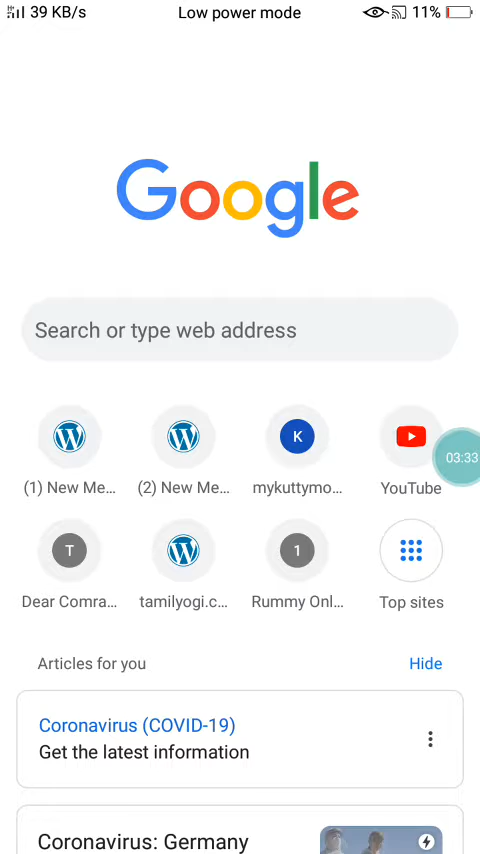 39 KB/s Low power mode 11%
Google
Search or type web address
K
(1) New Me... (2) New Me... mykuttymo... YouTube
03:33
T 1
Dear Comra... tamilyogi.c... Rummy Onl... Top sites
Articles for you Hide
Coronavirus (COVID-19)
Get the latest information
Coronavirus: Germany